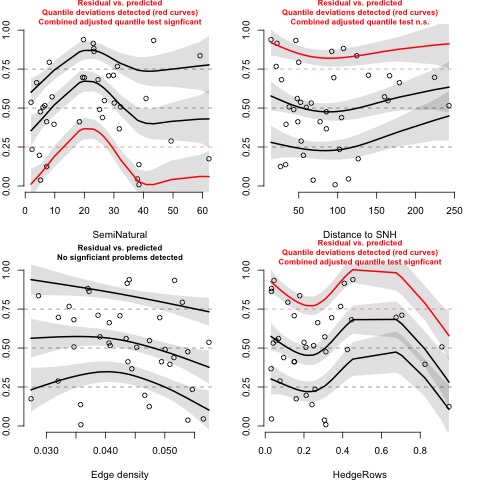 Residual vs. predicted
Quantile deviations detected (red curves)
Combined adjusted quantile test signficant
1.00
0.75
0.50
0.25
0.00
0 10 20 30 40 50 60
SemiNatural
Residual vs. predicted
Quantile deviations detected (red curves)
Combined adjusted quantile test n.s.
1.00
0.75
0.50
0.25
0.00
50 100 150 200 250
Distance to SNH
Residual vs. predicted
No signficiant problems detected
1.00
0.75
0.50
0.25
0.00
0.030 0.040 0.050
Edge density
Residual vs. predicted
Quantile deviations detected (red curves)
Combined adjusted quantile test signficant
1.00
0.75
0.50
0.25
0.00
0.0 0.2 0.4 0.6 0.8
HedgeRows